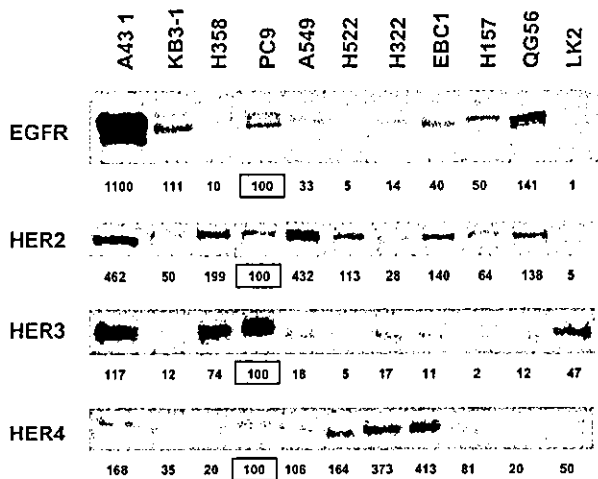 A43 1 KB3-1 H358 PC9 A549 H522 H322 EBC1 H157 QG56 LK2
EGFR
1100 111 10 100 33 5 14 40 50 141 1
HER2
462 50 199 100 432 113 28 140 64 138 5
HER3
117 12 74 100 18 5 17 11 2 12 47
HER4
168 35 20 100 106 164 373 413 81 20 50